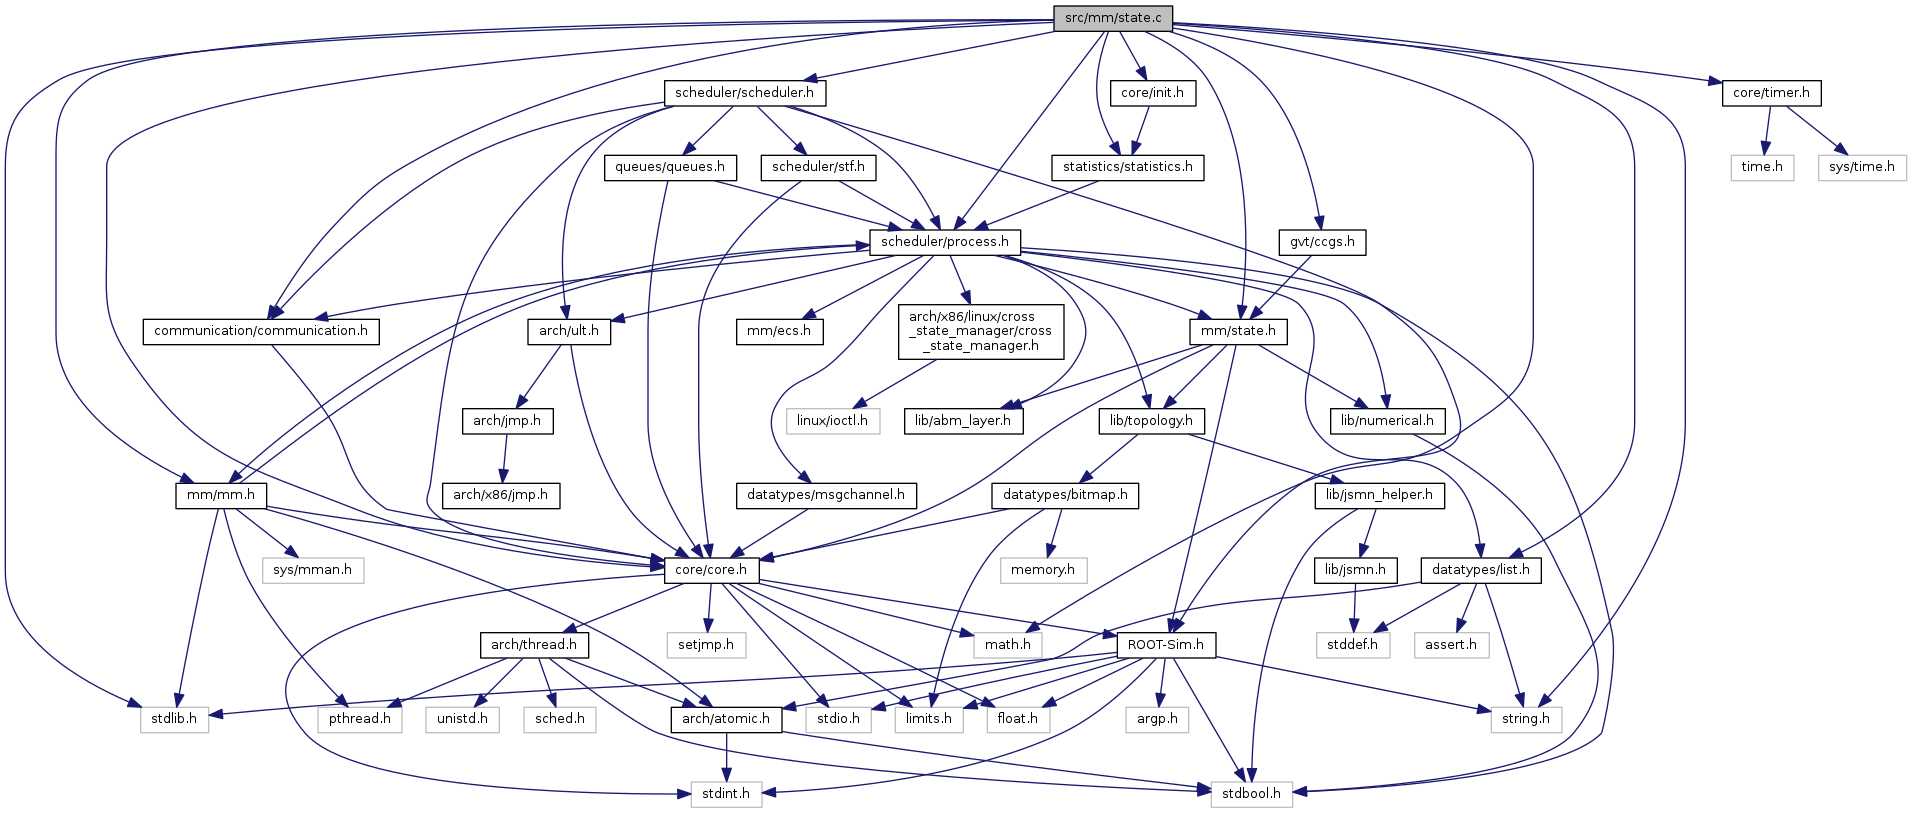 src/mm/state.c
scheduler/scheduler.h
core/init.h
core/timer.h
queues/queues.h
scheduler/stf.h
statistics/statistics.h
time.h
sys/time.h
scheduler/process.h
gvt/ccgs.h
communication/communication.h
arch/ult.h
mm/ecs.h
arch/x86/linux/cross
_state_manager/cross
_state_manager.h
mm/state.h
arch/jmp.h
linux/ioctl.h
lib/abm_layer.h
lib/topology.h
lib/numerical.h
mm/mm.h
arch/x86/jmp.h
datatypes/msgchannel.h
datatypes/bitmap.h
lib/jsmn_helper.h
sys/mman.h
core/core.h
memory.h
lib/jsmn.h
datatypes/list.h
arch/thread.h
setjmp.h
math.h
ROOT-Sim.h
stddef.h
assert.h
stdlib.h
pthread.h
unistd.h
sched.h
arch/atomic.h
stdio.h
limits.h
float.h
argp.h
string.h
stdint.h
stdbool.h